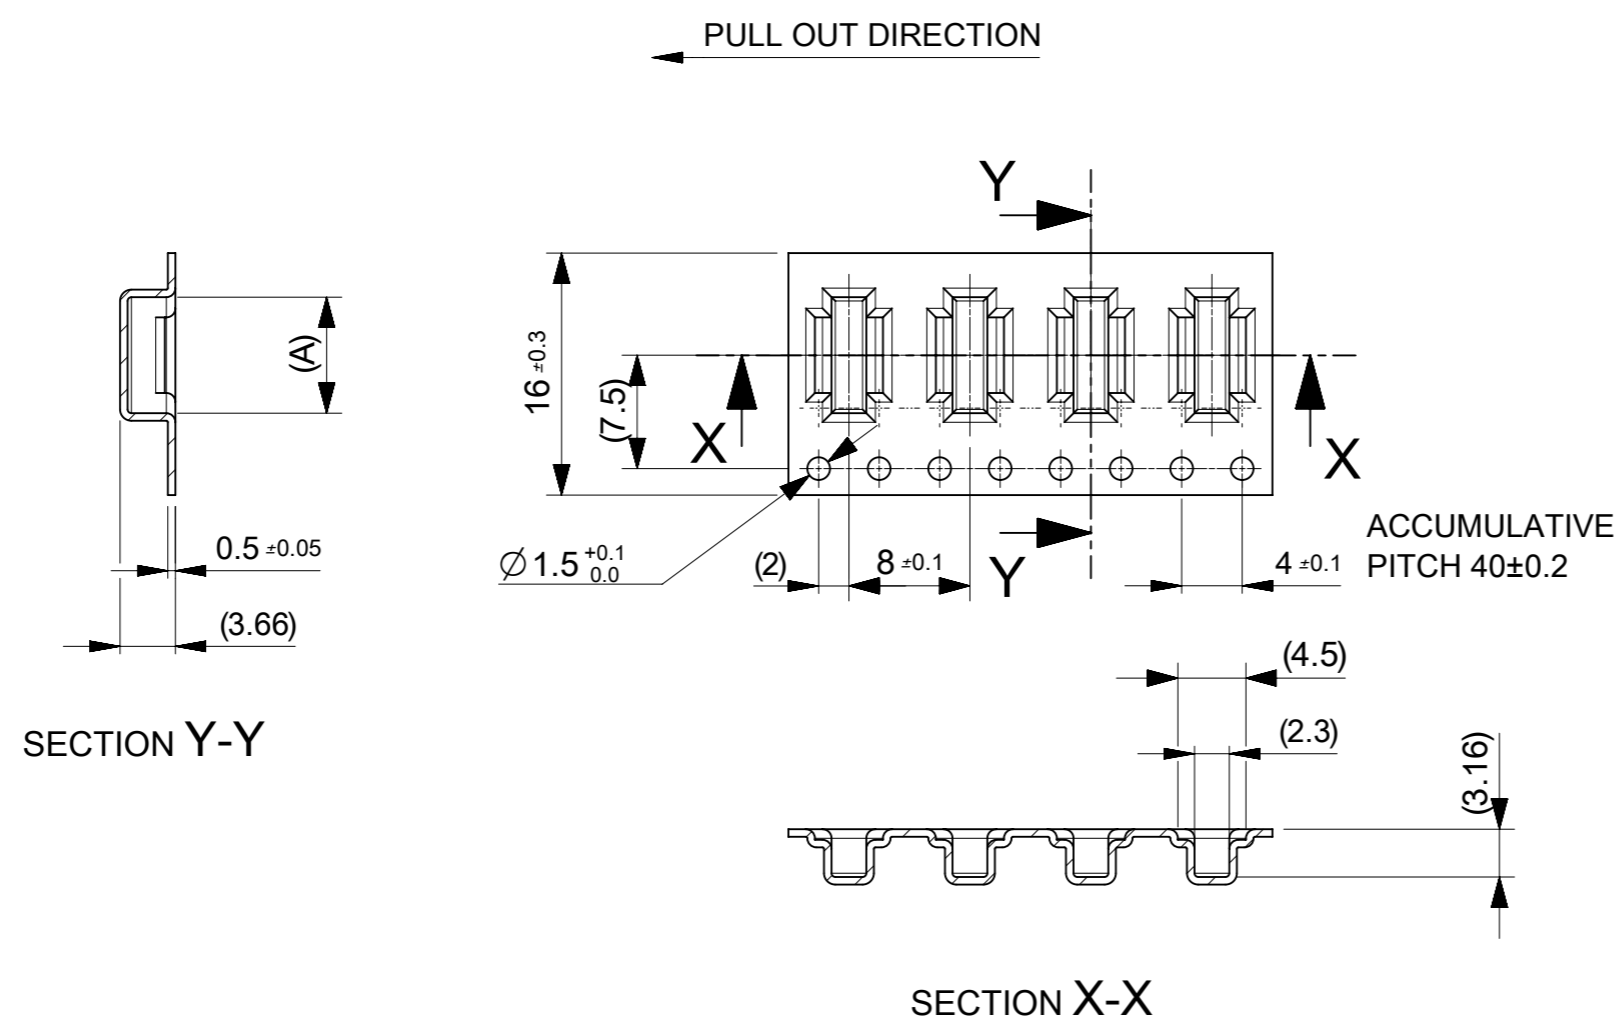 PULL OUT DIRECTION
Y
(A)
16 ±0.3
(7.5)
X
X
0.5 ±0.05
(3.66)
Ø 1.5 +0.1 0.0
(2)
8 ±0.1
Y
4 ±0.1
ACCUMULATIVE
PITCH 40±0.2
(4.5)
(2.3)
(3.16)
SECTION Y-Y
SECTION X-X